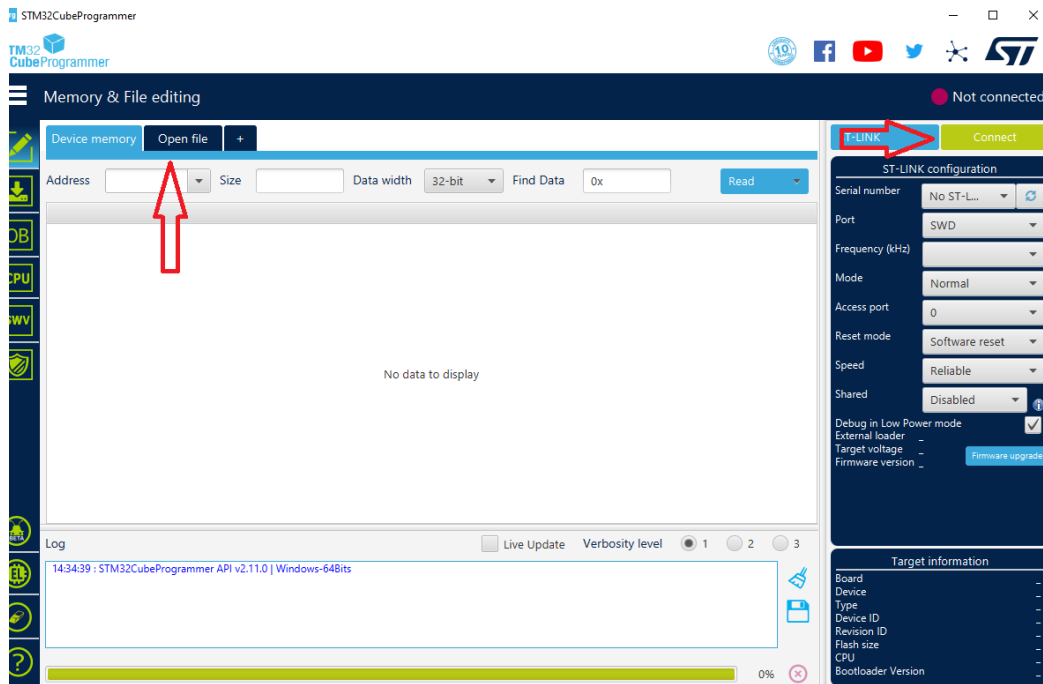 STM32CubeProgrammer
TM32
CubeProgrammer
10
Memory & File editing
Not connected
Device memory
Open file
+
T-LINK
Connect
Address
Size
Data width
32-bit
Find Data
0x
Read
ST-LINK configuration
Serial number
No ST-L...
Port
SWD
Frequency (kHz)
Mode
Normal
Access port
0
Reset mode
Software reset
Speed
Reliable
Shared
Disabled
Debug in Low Power mode
External loader _
Target voltage _
Firmware version _
Firmware upgrade
OB
CPU
SWV
No data to display
BETA
EL
?
Log
Live Update
Verbosity level
1
2
3
14:34:39 : STM32CubeProgrammer API v2.11.0 | Windows-64Bits
0%
Target information
Board _
Device _
Type _
Device ID _
Revision ID _
Flash size _
CPU _
Bootloader Version _